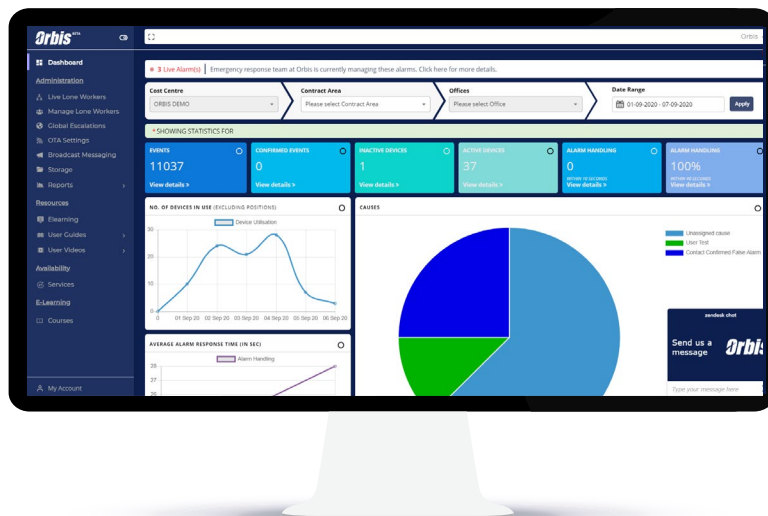 Orbis BETA
Orbis
Dashboard
Administration
Live Lone Workers
Manage Lone Workers
Global Escalations
OTA Settings
Broadcast Messaging
Storage
Reports
Resources
Elearning
User Guides
User Videos
Availability
Services
E-Learning
Courses
My Account
3 Live Alarm(s) Emergency response team at Orbis is currently managing these alarms. Click here for more details.
Cost Centre Contract Area Offices Date Range
ORBIS DEMO Please select Contract Area Please select Office 01-09-2020 - 07-09-2020 Apply
*SHOWING STATISTICS FOR
EVENTS
11037
View details >
CONFIRMED EVENTS
0
View details >
INACTIVE DEVICES
1
View details >
ACTIVE DEVICES
37
View details >
ALARM HANDLING
0
WITHIN 10 SECONDS
View details >
ALARM HANDLING
100%
View details >
NO. OF DEVICES IN USE (EXCLUDING POSITIONS)
Device Utilisation
30
20
10
0
0 01 Sep 20 02 Sep 20 03 Sep 20 04 Sep 20 05 Sep 20 06 Sep 20
AVERAGE ALARM RESPONSE TIME (IN SEC)
Alarm Handling
28
27
CAUSES
Unassigned cause
User Test
Contact Confirmed False Alarm
zendesk chat
Send us a
message
Orbis
Type your message here